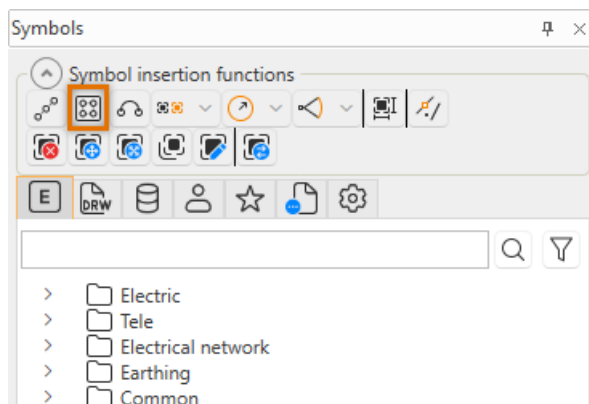 Symbols
Symbol insertion functions
E
DRW
Electric
Tele
Electrical network
Earthing
Common